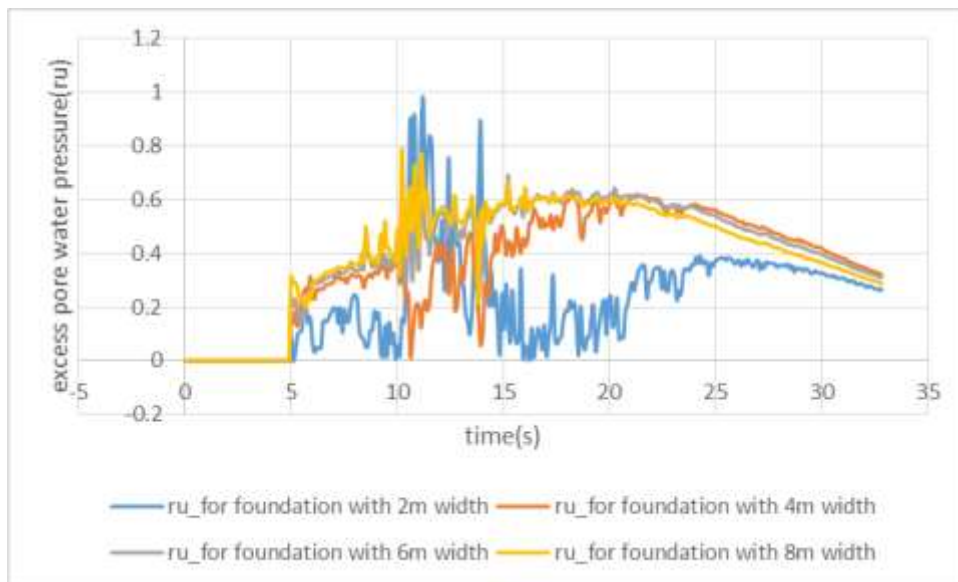 1.2
1
0.8
0.6
0.4
0.2
0
-0.2
-5 0 5 10 15 20 25 30 35
excess pore water pressure(ru)
time(s)
ru_for foundation with 2m width ru_for foundation with 4m width
ru_for foundation with 6m width ru_for foundation with 8m width